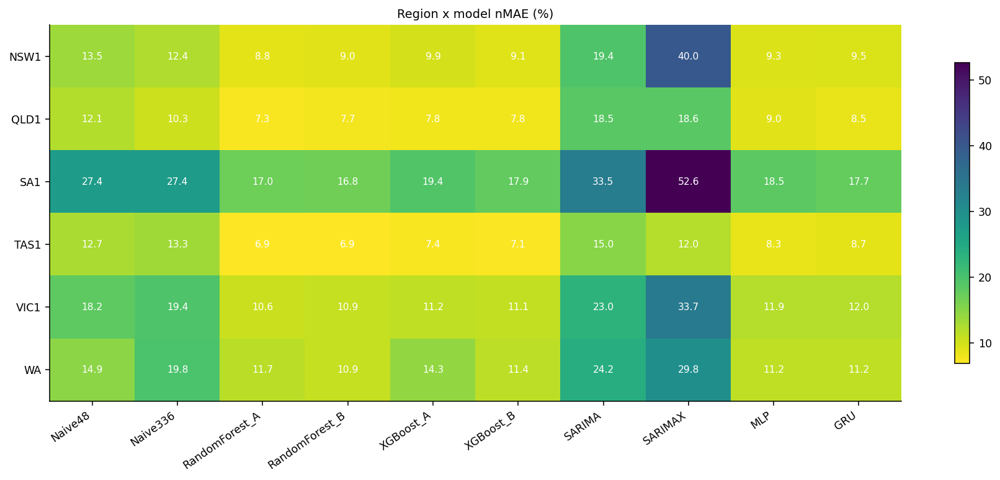 Region x model nMAE (%)
NSW1 13.5 12.4 8.8 9.0 9.9 9.1 19.4 40.0 9.3 9.5
QLD1 12.1 10.3 7.3 7.7 7.8 7.8 18.5 18.6 9.0 8.5
SA1 27.4 27.4 17.0 16.8 19.4 17.9 33.5 52.6 18.5 17.7
TAS1 12.7 13.3 6.9 6.9 7.4 7.1 15.0 12.0 8.3 8.7
VIC1 18.2 19.4 10.6 10.9 11.2 11.1 23.0 33.7 11.9 12.0
WA 14.9 19.8 11.7 10.9 14.3 11.4 24.2 29.8 11.2 11.2
Naive48 Naive336 RandomForest_A RandomForest_B XGBoost_A XGBoost_B SARIMA SARIMAX MLP GRU
50
40
30
20
10